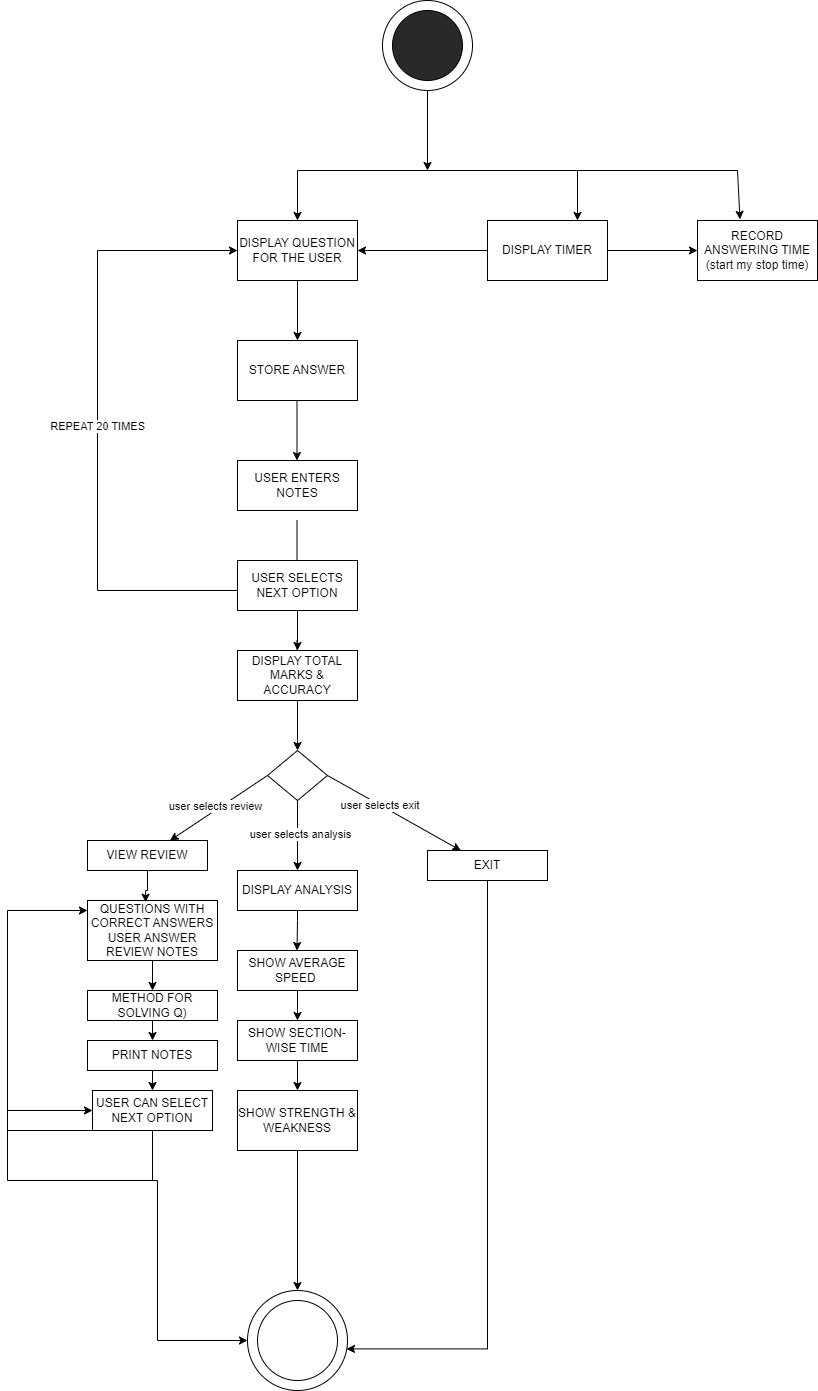 DISPLAY QUESTION
FOR THE USER
DISPLAY TIMER
RECORD
ANSWERING TIME
(start my stop time)
STORE ANSWER
REPEAT 20 TIMES
USER ENTERS
NOTES
USER SELECTS
NEXT OPTION
DISPLAY TOTAL
MARKS &
ACCURACY
user selects review
user selects analysis
user selects exit
VIEW REVIEW
DISPLAY ANALYSIS
EXIT
QUESTIONS WITH
CORRECT ANSWERS
USER ANSWER
REVIEW NOTES
SHOW AVERAGE
SPEED
METHOD FOR
SOLVING Q)
SHOW SECTION-
WISE TIME
PRINT NOTES
USER CAN SELECT
NEXT OPTION
SHOW STRENGTH &
WEAKNESS